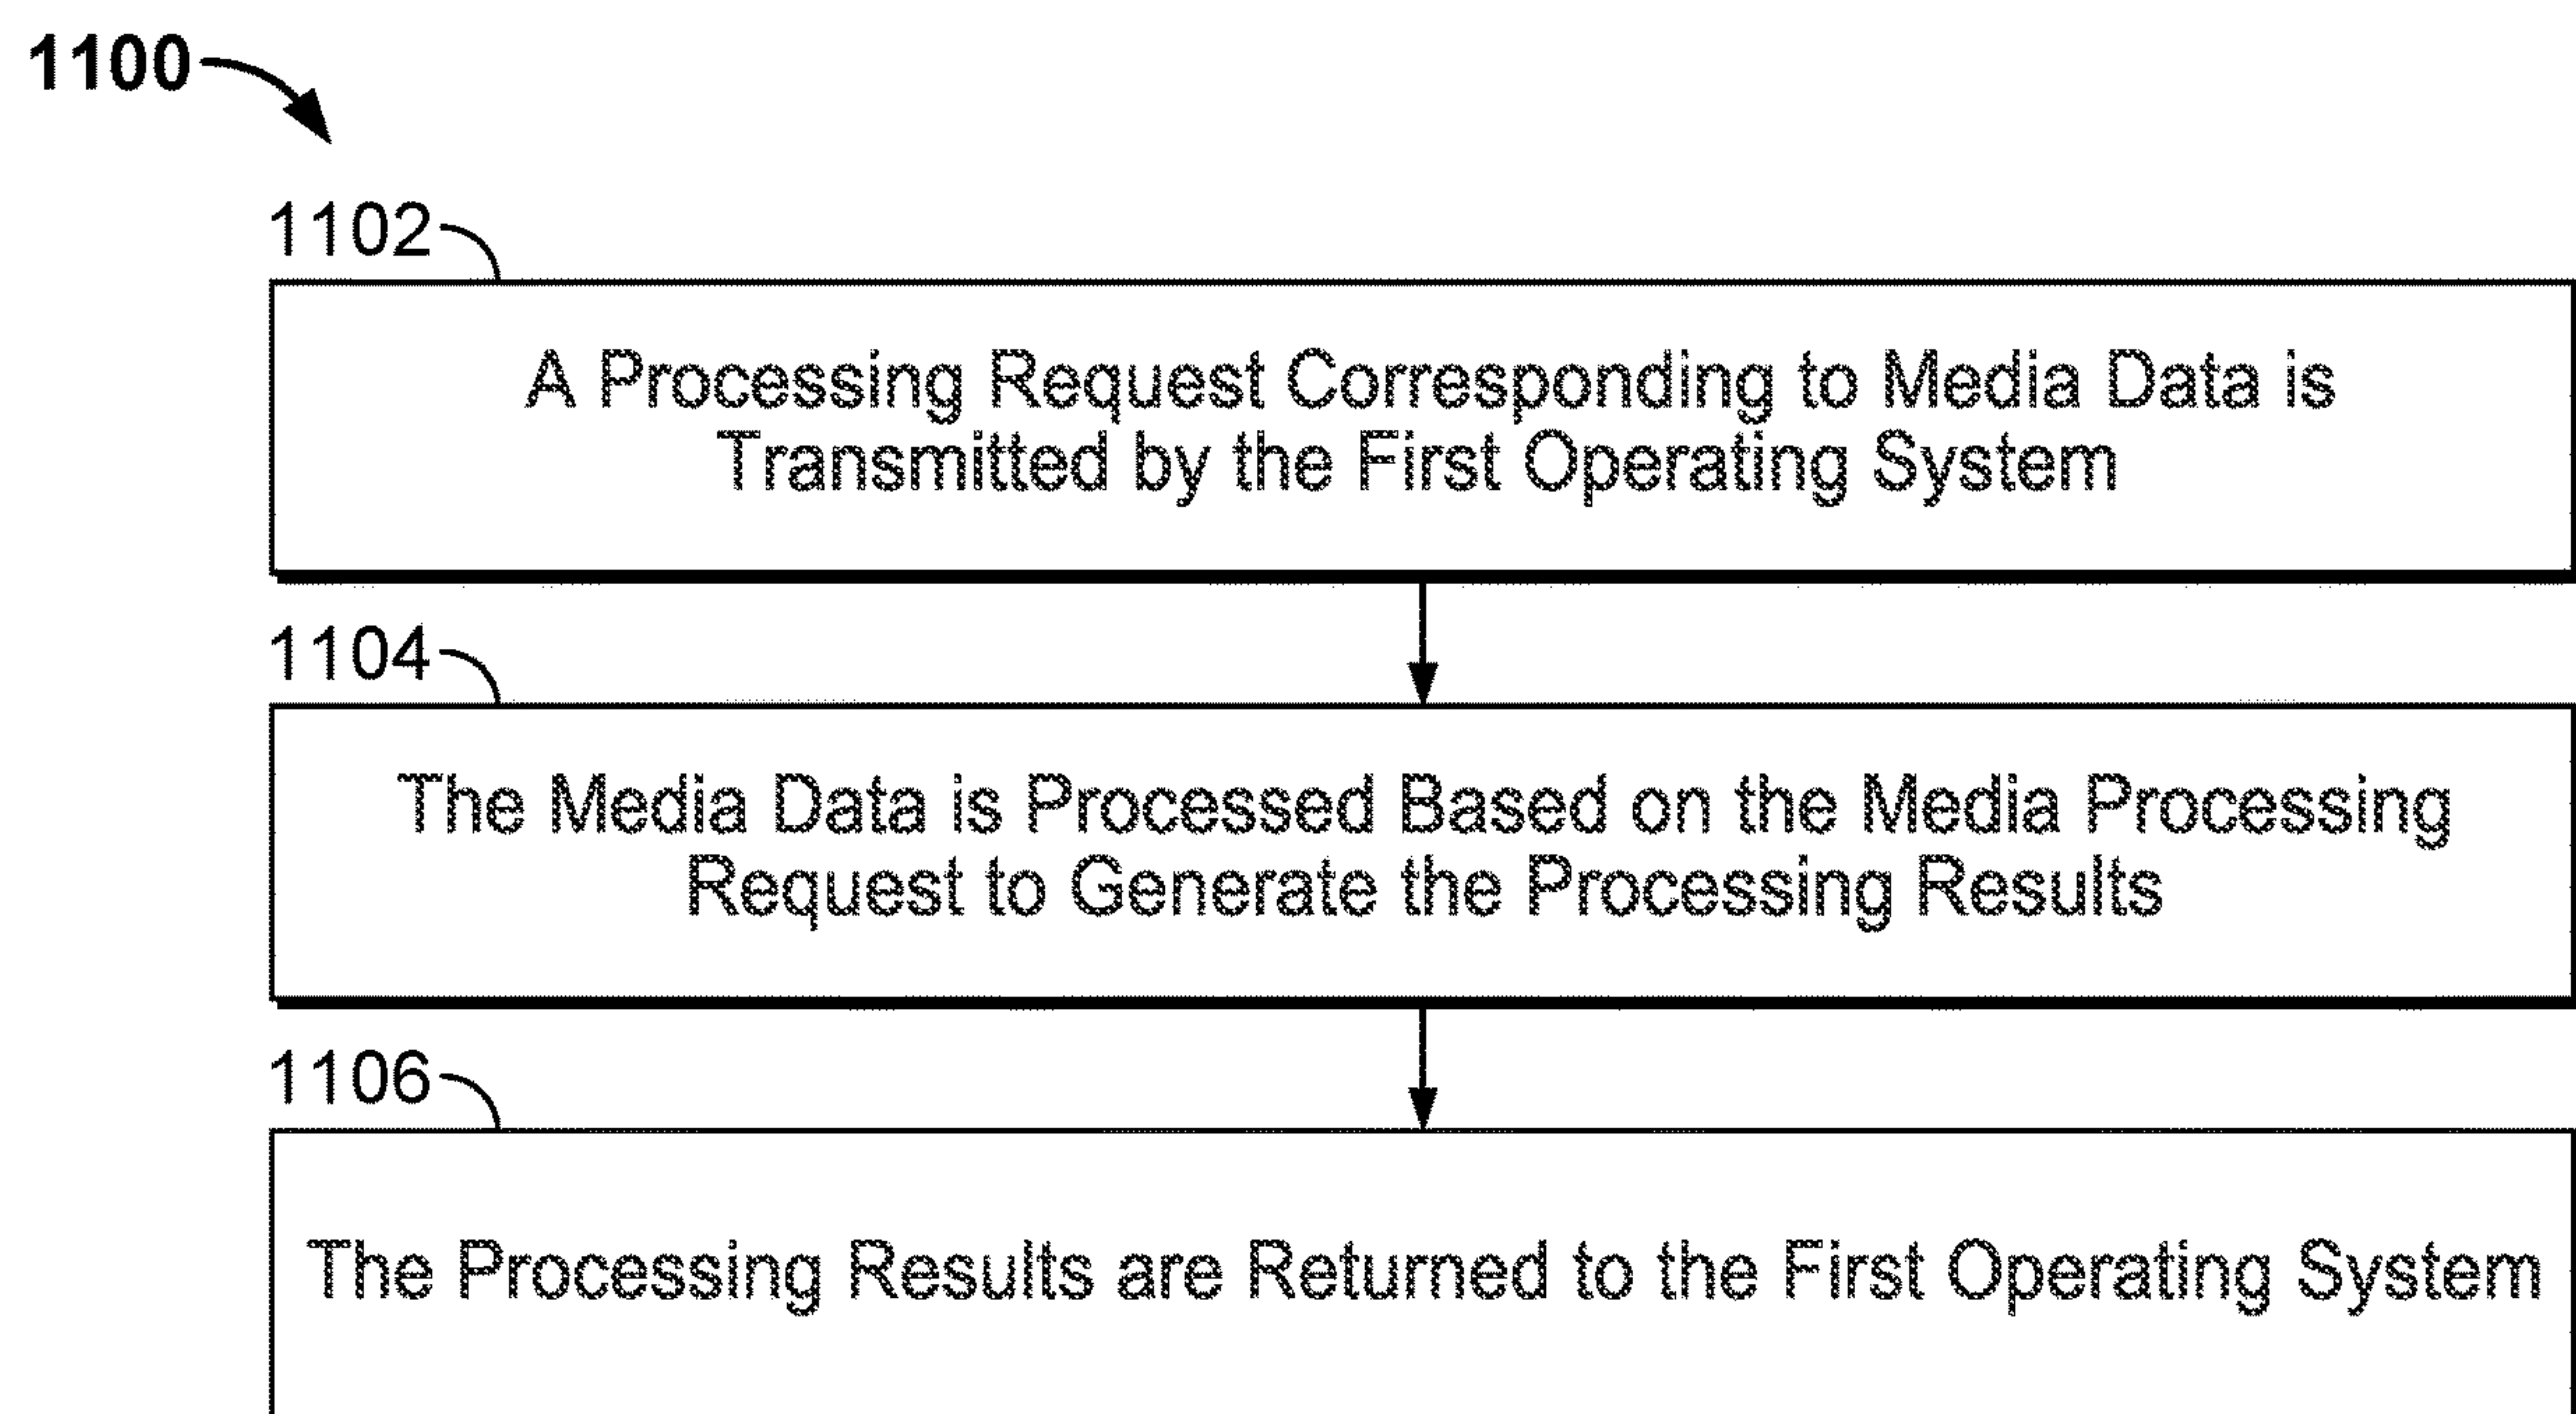 1100
1102
A Processing Request Corresponding to Media Data is
Transmitted by the First Operating System
1104
The Media Data is Processed Based on the Media Processing
Request to Generate the Processing Results
1106
The Processing Results are Returned to the First Operating System